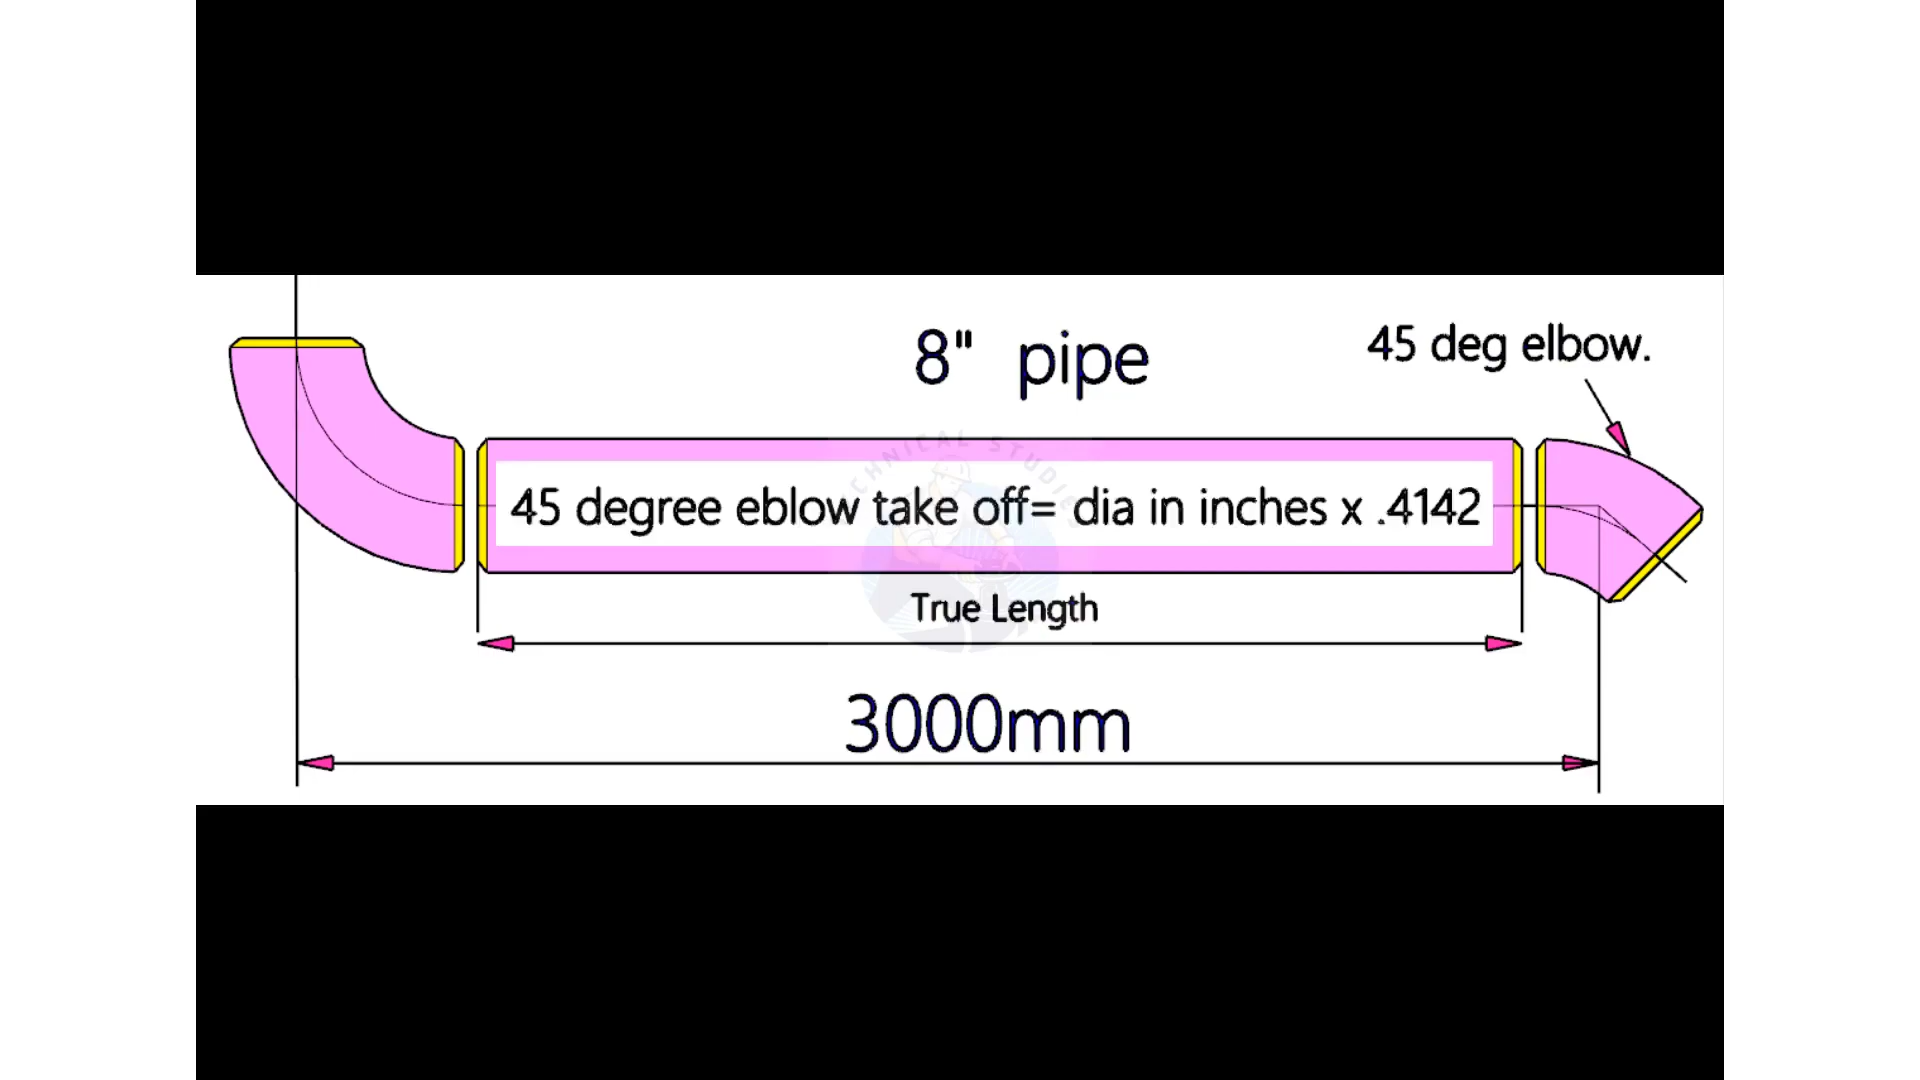 8" pipe
45 deg elbow.
45 degree eblow take off= dia in inches x .4142
True Length
3000mm